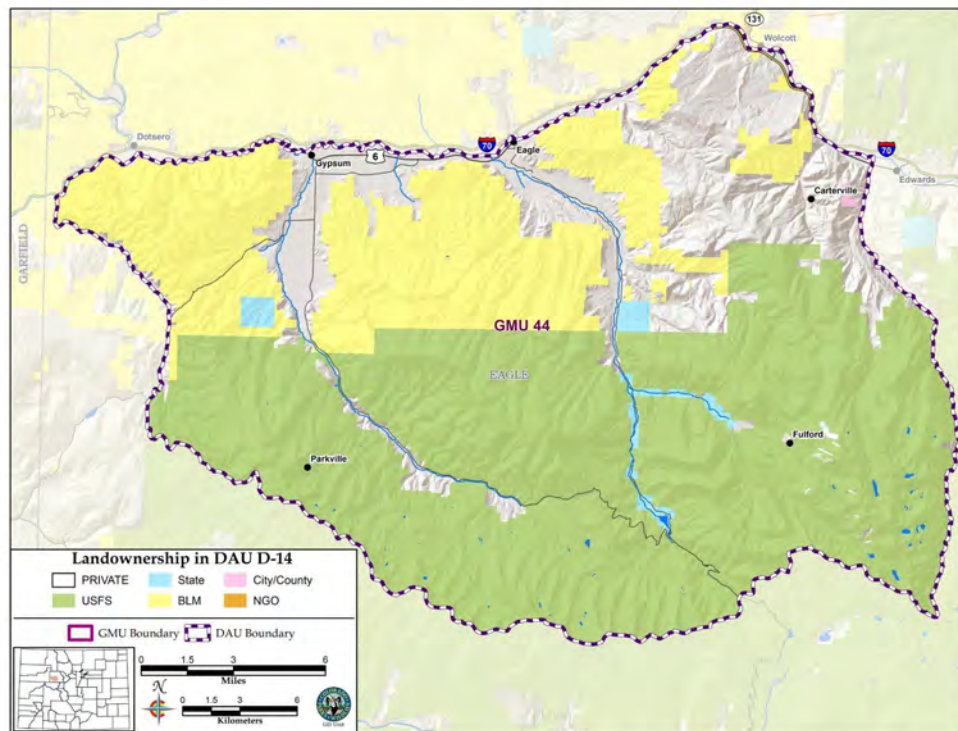 131
Wolcott
Dotsero
70
Eagle
6
Gypsum
70
Edwards
Carterville
GARFIELD
GMU 44
EAGLE
Fulford
Parkville
Landownership in DAU D-14
PRIVATE State City/County
USFS BLM NGO
GMU Boundary DAU Boundary
0 1.5 3 6
Miles
N
0 1.5 3 6
Kilometers
GIS Unit